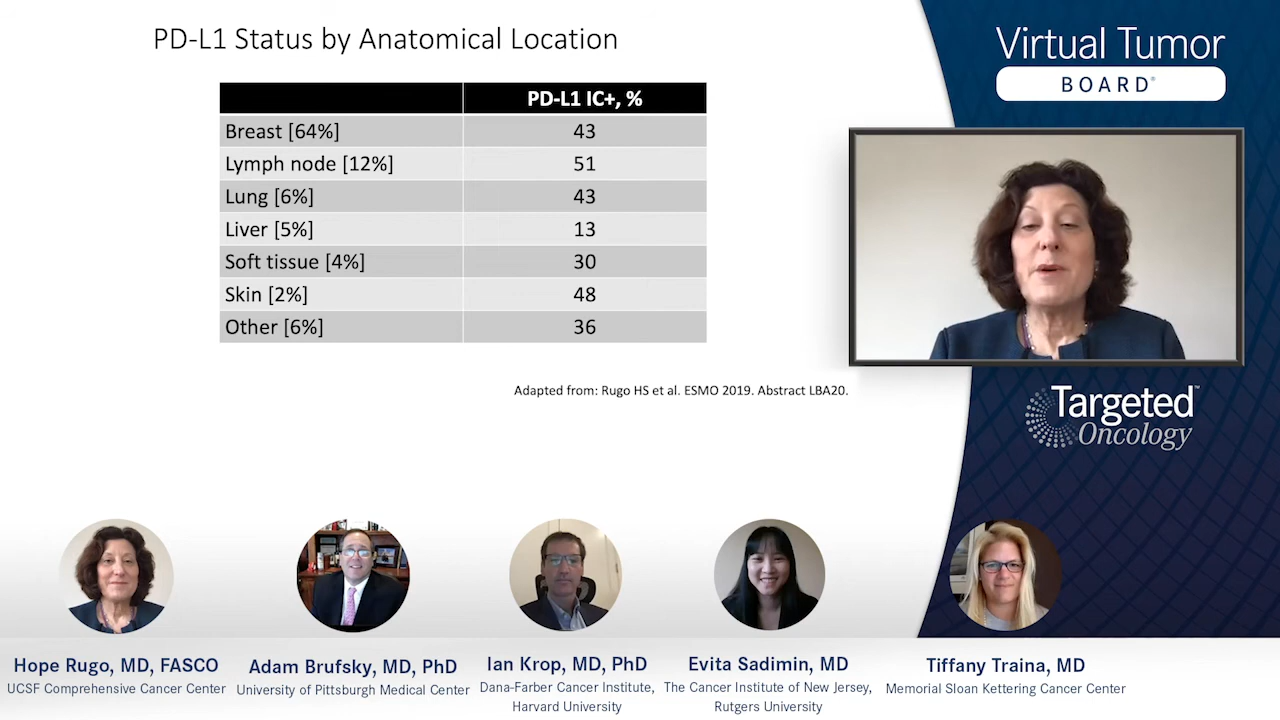 PD-L1 Status by Anatomical Location
PD-L1 IC+, %
Breast [64%] 43
Lymph node [12%] 51
Lung [6%] 43
Liver [5%] 13
Soft tissue [4%] 30
Skin [2%] 48
Other [6%] 36
Adapted from: Rugo HS et al. ESMO 2019. Abstract LBA20.
Virtual Tumor
BOARD®
Targeted™
Oncology
Hope Rugo, MD, FASCO
UCSF Comprehensive Cancer Center
Adam Brufsky, MD, PhD
University of Pittsburgh Medical Center
Ian Krop, MD, PhD
Dana-Farber Cancer Institute,
Harvard University
Evita Sadimin, MD
The Cancer Institute of New Jersey,
Rutgers University
Tiffany Traina, MD
Memorial Sloan Kettering Cancer Center